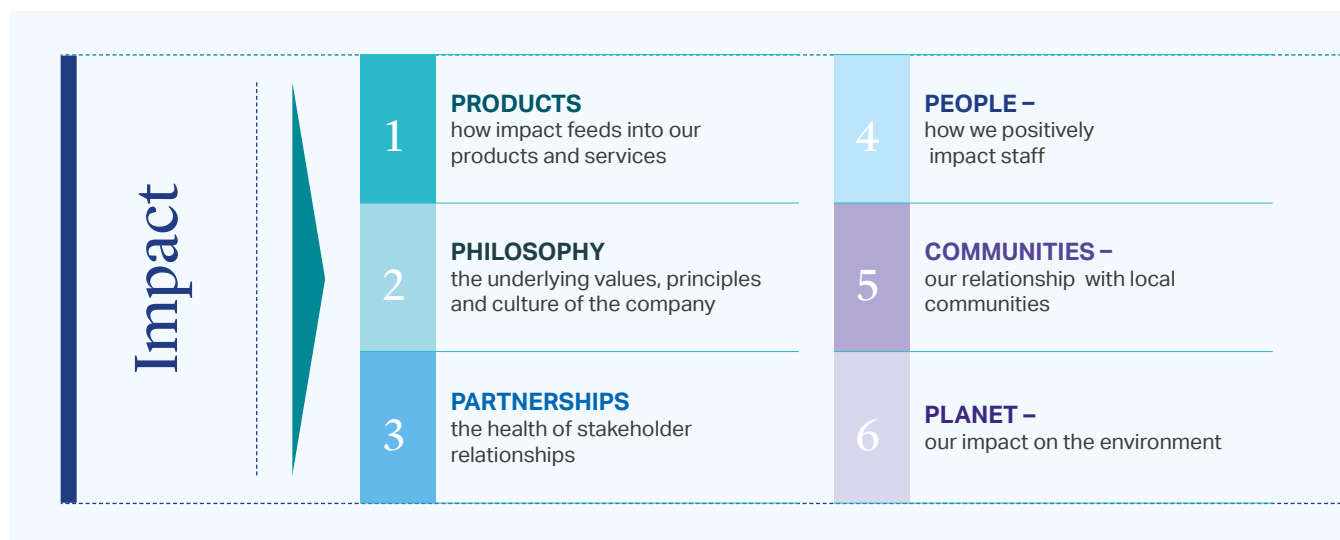 Impact
1
PRODUCTS
how impact feeds into our
products and services
2
PHILOSOPHY
the underlying values, principles
and culture of the company
3
PARTNERSHIPS
the health of stakeholder
relationships
4
PEOPLE –
how we positively
impact staff
5
COMMUNITIES –
our relationship with local
communities
6
PLANET –
our impact on the environment